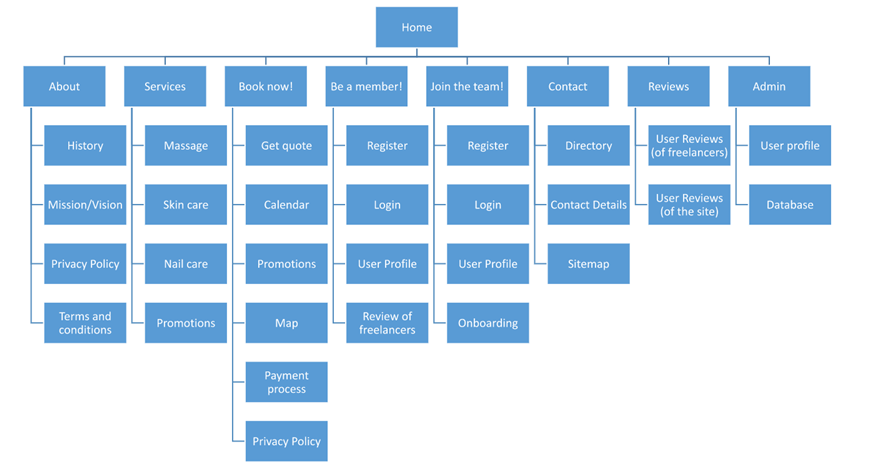 Home
About
Services
Book now!
Be a member!
Join the team!
Contact
Reviews
Admin
History
Massage
Get quote
Register
Register
Directory
User Reviews
(of freelancers)
User profile
Mission/Vision
Skin care
Calendar
Login
Login
Contact Details
User Reviews
(of the site)
Database
Privacy Policy
Nail care
Promotions
User Profile
User Profile
Sitemap
Terms and
conditions
Promotions
Map
Review of
freelancers
Onboarding
Payment
process
Privacy Policy